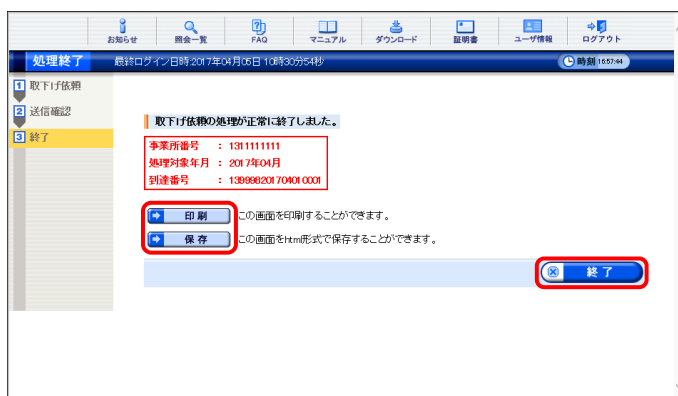 お知らせ 照会一覧 FAQ マニュアル ダウンロード 証明書 ユーザ情報 ログアウト
処理終了 最終ログイン日時:2017年04月05日 10時30分54秒 時刻 16:57:44
1 取下げ依頼
2 送信確認
3 終了
取下げ依頼の処理が正常に終了しました。
事業所番号 : 1311111111
処理対象年月 : 2017年04月
到達番号 : 139998201704010001
印刷 この画面を印刷することができます。
保存 この画面をhtm形式で保存することができます。
終了